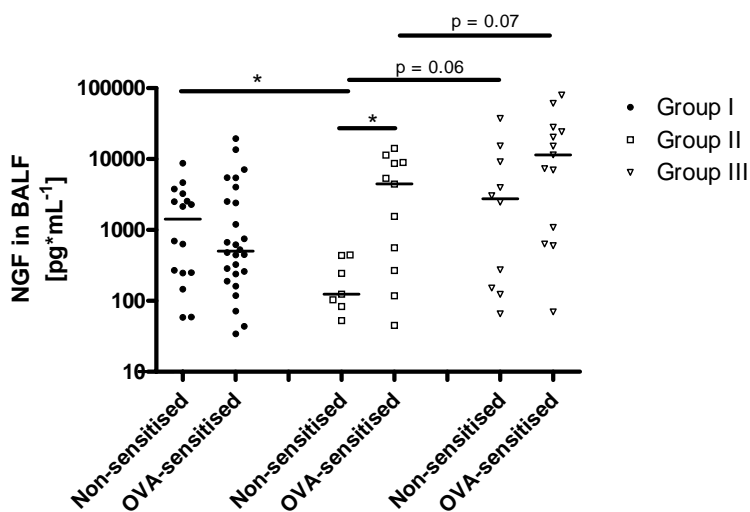 p = 0.07
p = 0.06
*
*
100000
10000
1000
100
10
NGF in BALF
[pg*mL-1]
Non-sensitised
OVA-sensitised
Non-sensitised
OVA-sensitised
Non-sensitised
OVA-sensitised
Group I
Group II
Group III